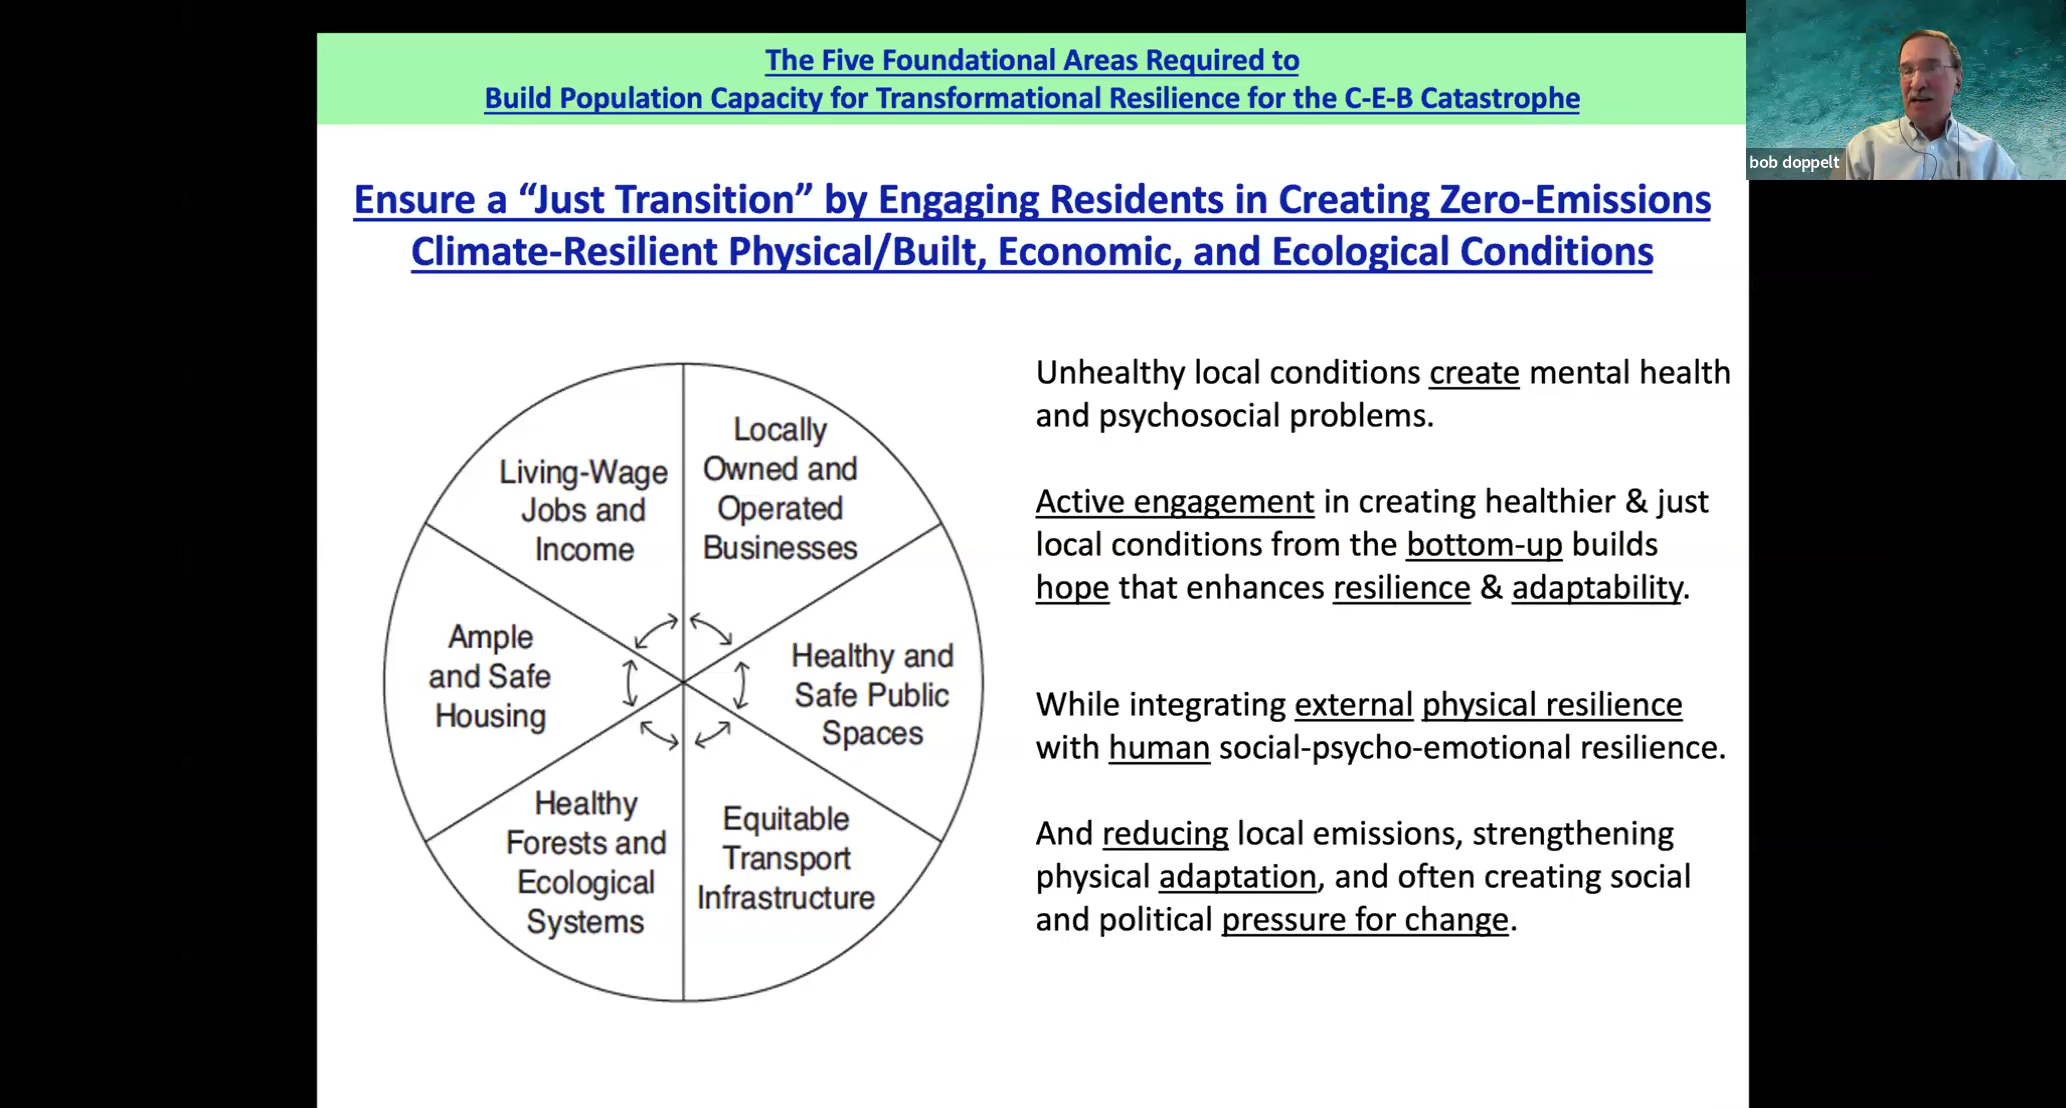 The Five Foundational Areas Required to
Build Population Capacity for Transformational Resilience for the C-E-B Catastrophe
bob doppelt
Ensure a “Just Transition” by Engaging Residents in Creating Zero-Emissions
Climate-Resilient Physical/Built, Economic, and Ecological Conditions
Living-Wage
Jobs and
Income
Locally
Owned and
Operated
Businesses
Ample
and Safe
Housing
Healthy and
Safe Public
Spaces
Healthy
Forests and
Ecological
Systems
Equitable
Transport
Infrastructure
Unhealthy local conditions create mental health
and psychosocial problems.
Active engagement in creating healthier & just
local conditions from the bottom-up builds
hope that enhances resilience & adaptability.
While integrating external physical resilience
with human social-psycho-emotional resilience.
And reducing local emissions, strengthening
physical adaptation, and often creating social
and political pressure for change.